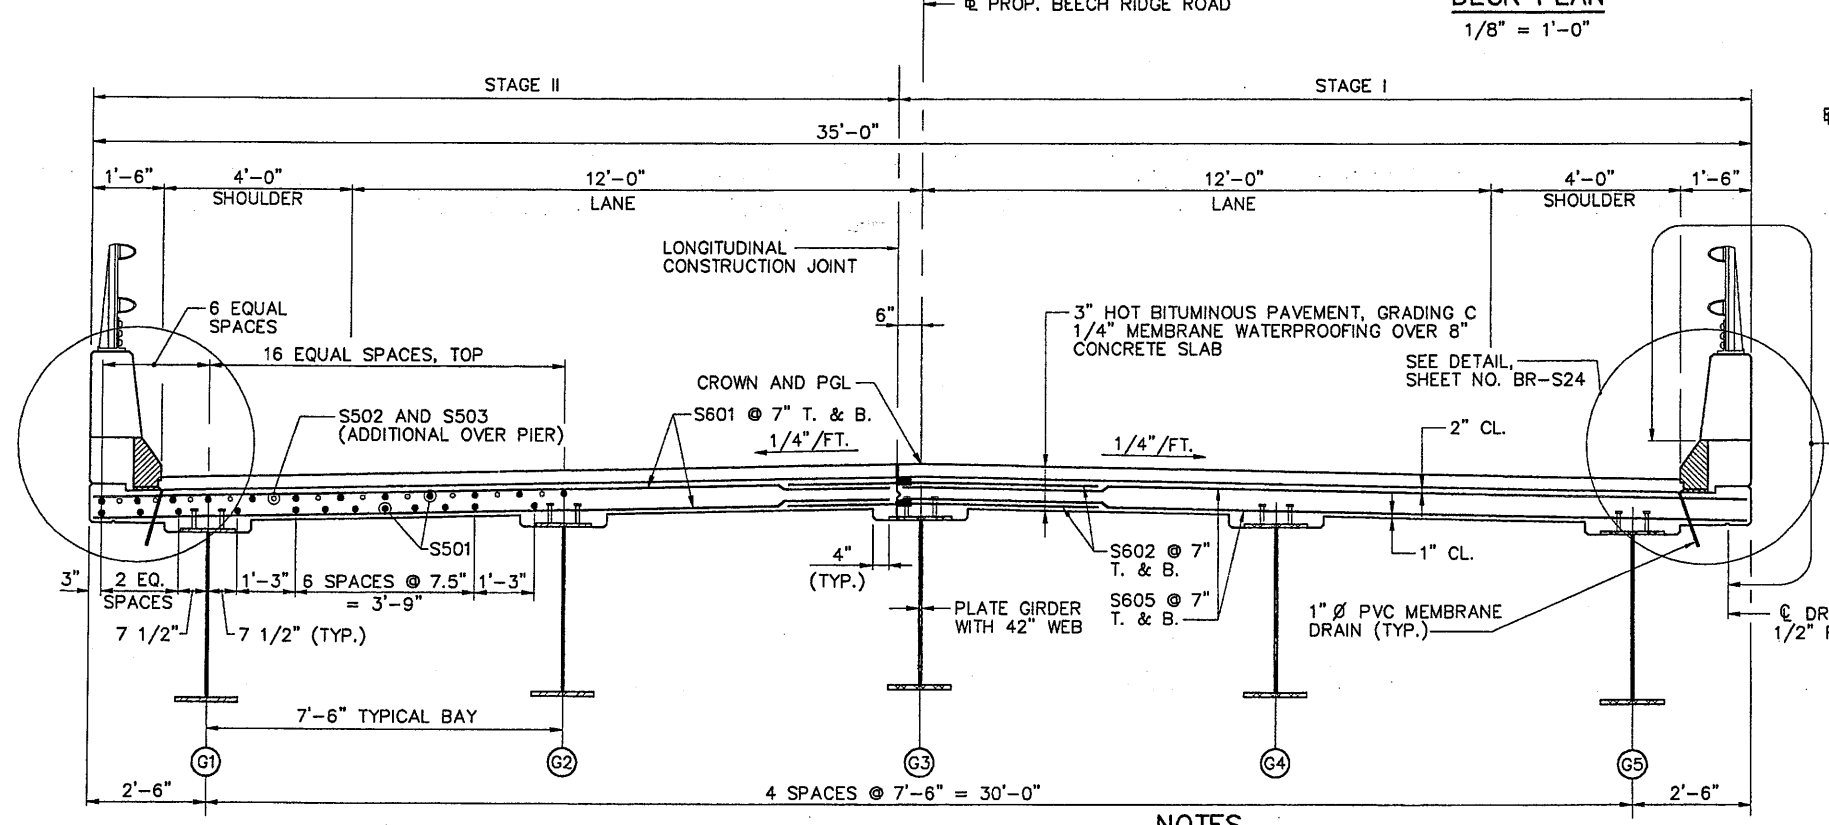 ℄ PROP. BEECH RIDGE ROAD
1/8" = 1'-0"
STAGE II
STAGE I
35'-0"
1'-6"
4'-0"
SHOULDER
12'-0"
LANE
12'-0"
LANE
4'-0"
SHOULDER
1'-6"
LONGITUDINAL
CONSTRUCTION JOINT
6 EQUAL
SPACES
6"
3" HOT BITUMINOUS PAVEMENT, GRADING C
1/4" MEMBRANE WATERPROOFING OVER 8"
CONCRETE SLAB
16 EQUAL SPACES, TOP
SEE DETAIL,
SHEET NO. BR-S24
CROWN AND PGL
S502 AND S503
(ADDITIONAL OVER PIER)
S601 @ 7" T. & B.
1/4"/FT.
1/4"/FT.
2" CL.
S501
4"
(TYP.)
S602 @ 7"
T. & B.
1" CL.
3"
2 EQ.
SPACES
1'-3"
6 SPACES @ 7.5"
= 3'-9"
1'-3"
7 1/2"
7 1/2" (TYP.)
PLATE GIRDER
WITH 42" WEB
S605 @ 7"
T. & B.
1" Ø PVC MEMBRANE
DRAIN (TYP.)
℄ DR
1/2"
7'-6" TYPICAL BAY
G1
G2
G3
G4
G5
2'-6"
4 SPACES @ 7'-6" = 30'-0"
2'-6"
NOTES